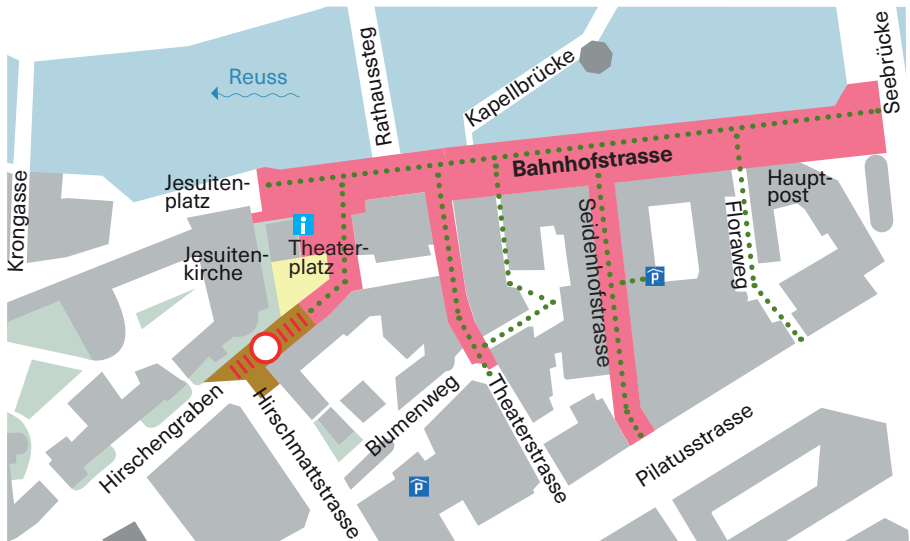 Reuss
Rathaussteg
Kapellbrücke
Seebrücke
Krongasse
Jesuiten-
platz
Bahnhofstrasse
Haupt-
post
i
Jesuiten-
kirche
Theater-
platz
Seidenhofstrasse
Floraweg
P
Hirschengraben
Hirschmattstrasse
Blumenweg
Theaterstrasse
Pilatusstrasse
P